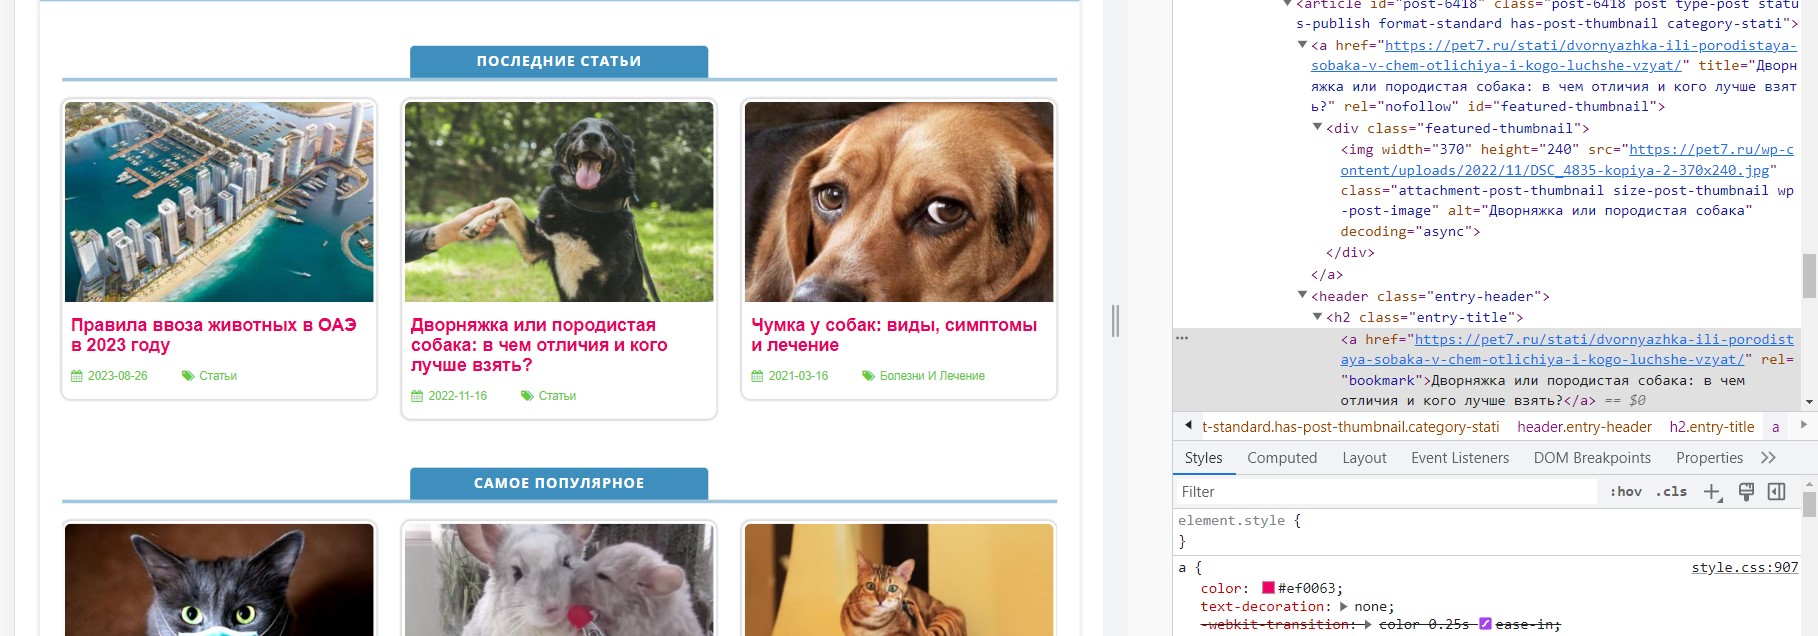 ПОСЛЕДНИЕ СТАТЬИ
Правила ввоза животных в ОАЭ
в 2023 году
2023-08-26 Статьи
Дворняжка или породистая
собака: в чем отличия и кого
лучше взять?
2022-11-16 Статьи
Чумка у собак: виды, симптомы
и лечение
2021-03-16 Болезни И Лечение
САМОЕ ПОПУЛЯРНОЕ
<article id="post-6418" class="post-6418 post type-post statu
s-publish format-standard has-post-thumbnail category-stati">
<a href="https://pet7.ru/stati/dvornyazhka-ili-porodistaya-
sobaka-v-chem-otlichiya-i-kogo-luchshe-vzyat/" title="Дворн
яжка или породистая собака: в чем отличия и кого лучше взят
ь?" rel="nofollow" id="featured-thumbnail">
<div class="featured-thumbnail">
<img width="370" height="240" src="https://pet7.ru/wp-c
ontent/uploads/2022/11/DSC_4835-kopiya-2-370x240.jpg"
class="attachment-post-thumbnail size-post-thumbnail wp
-post-image" alt="Дворняжка или породистая собака"
decoding="async">
</div>
</a>
<header class="entry-header">
<h2 class="entry-title">
<a href="https://pet7.ru/stati/dvornyazhka-ili-porodist
aya-sobaka-v-chem-otlichiya-i-kogo-luchshe-vzyat/" rel=
"bookmark">Дворняжка или породистая собака: в чем
отличия и кого лучше взять?</a> == $0
t-standard.has-post-thumbnail.category-stati header.entry-header h2.entry-title a
Styles Computed Layout Event Listeners DOM Breakpoints Properties
Filter :hov .cls
element.style {
}
a { style.css:907
color: #ef0063;
text-decoration: none;
-webkit-transition: color 0.25s ease-in;